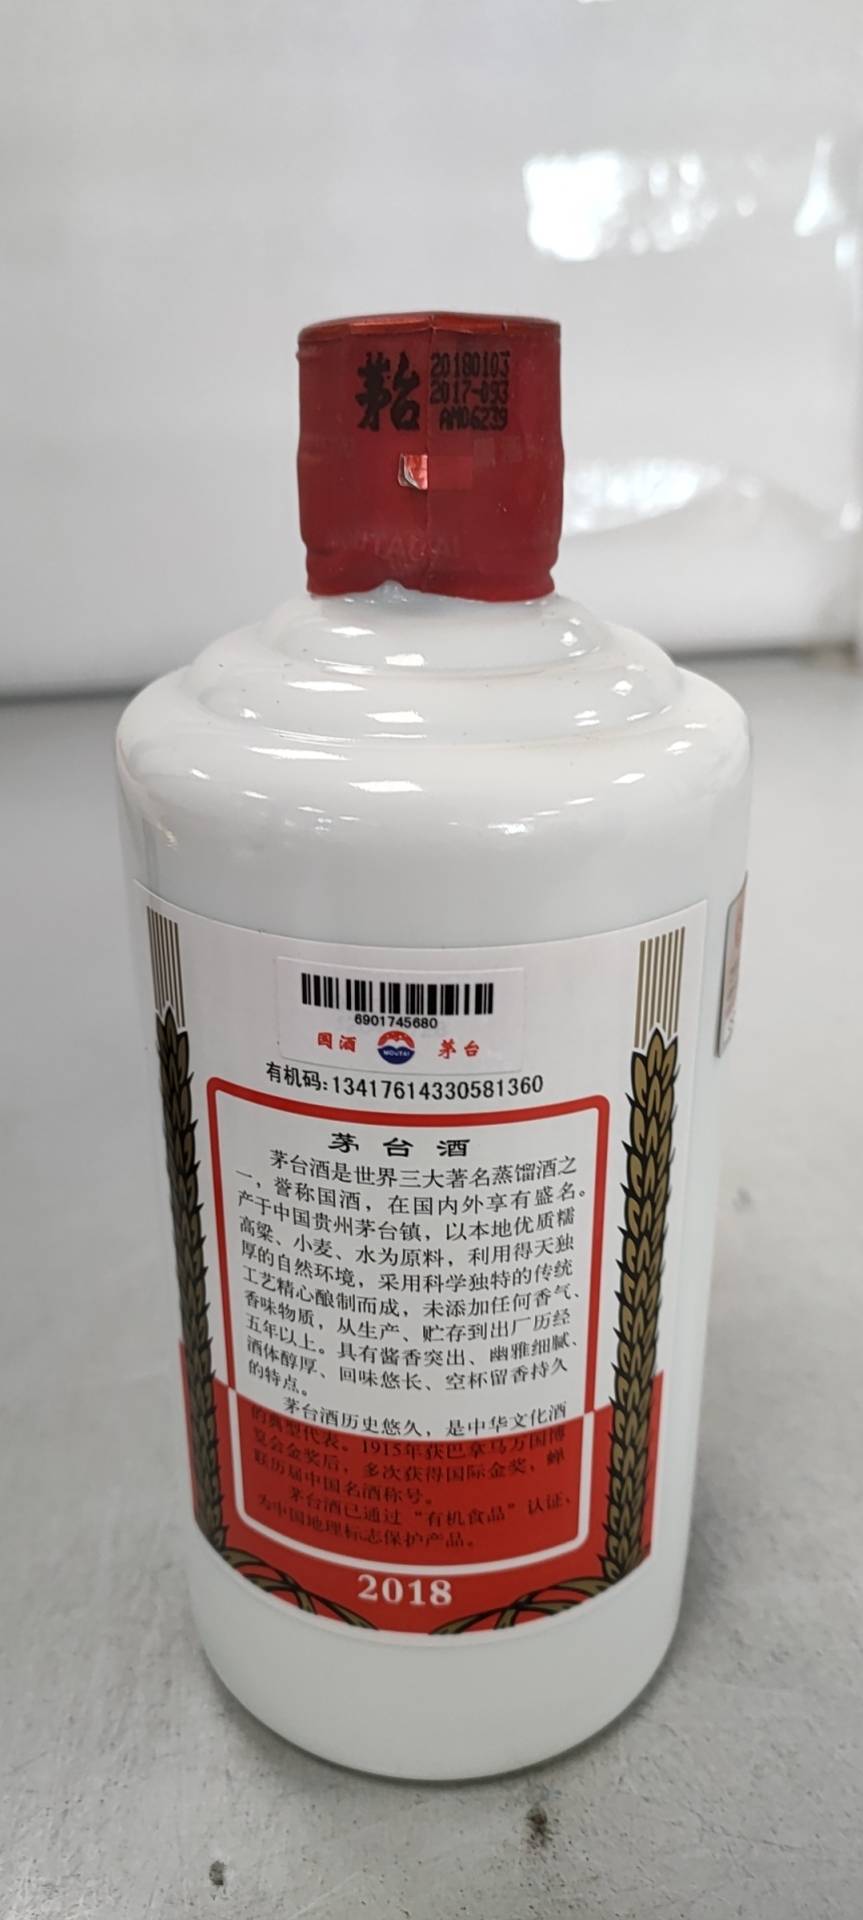 茅台
20180103
2017-093
AM06239
6901745680
国酒
MOUTAI
茅台
有机码:13417614330581360
茅台酒
茅台酒是世界三大著名蒸馏酒之
一，誉称国酒，在国内外享有盛名。
产于中国贵州茅台镇，以本地优质糯
高粱、小麦、水为原料，利用得天独
厚的自然环境，采用科学独特的传统
工艺精心酿制而成，未添加任何香气、
香味物质，从生产、贮存到出厂历经
五年以上。具有酱香突出、幽雅细腻、
酒体醇厚、回味悠长、空杯留香持久
的特点。
茅台酒历史悠久，是中华文化酒
的典型代表。1915年获巴拿马万国博
览会金奖后，多次获得国际金奖，蝉
联历届中国名酒称号。
茅台酒已通过“有机食品”认证、
为中国地理标志保护产品。
2018